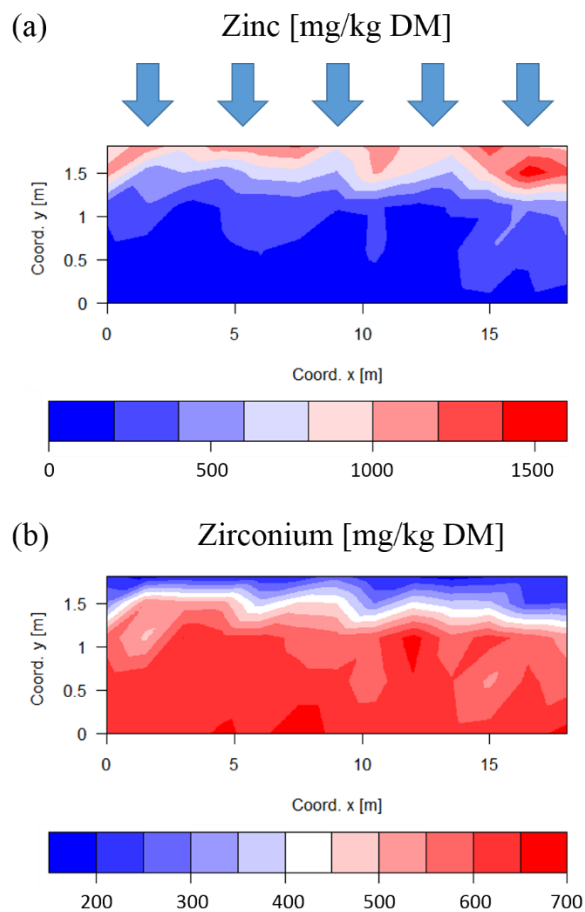 (a) Zinc [mg/kg DM]
Coord. y [m]
1.5
1
0.5
0
0 5 10 15
Coord. x [m]
0 500 1000 1500
(b) Zirconium [mg/kg DM]
Coord. y [m]
1.5
1
0.5
0
0 5 10 15
Coord. x [m]
200 300 400 500 600 700